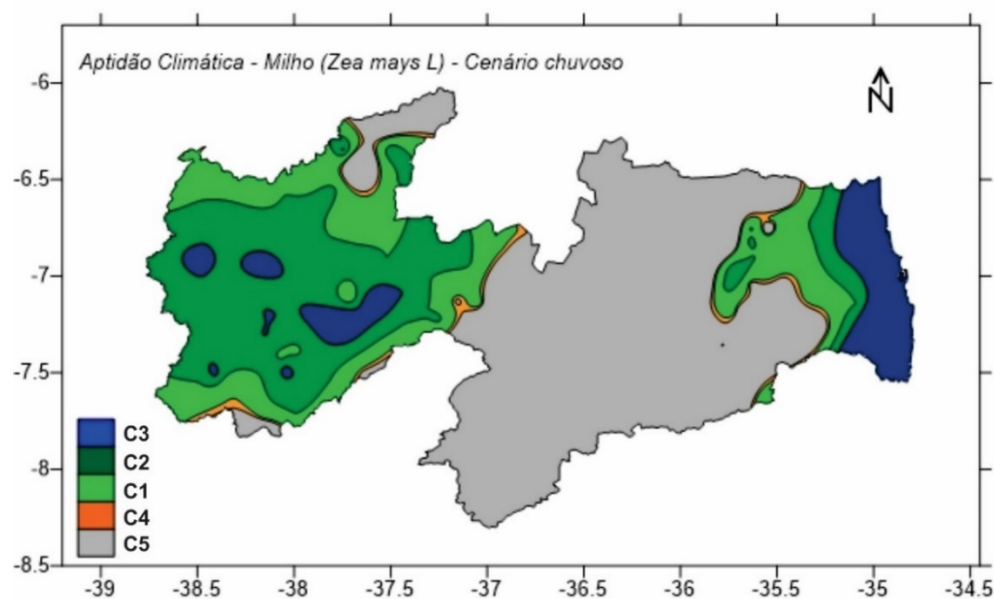 Aptidão Climática - Milho (Zea mays L) - Cenário chuvoso
N
-6
-6.5
-7
-7.5
-8
-8.5
C3
C2
C1
C4
C5
-39 -38.5 -38 -37.5 -37 -36.5 -36 -35.5 -35 -34.5